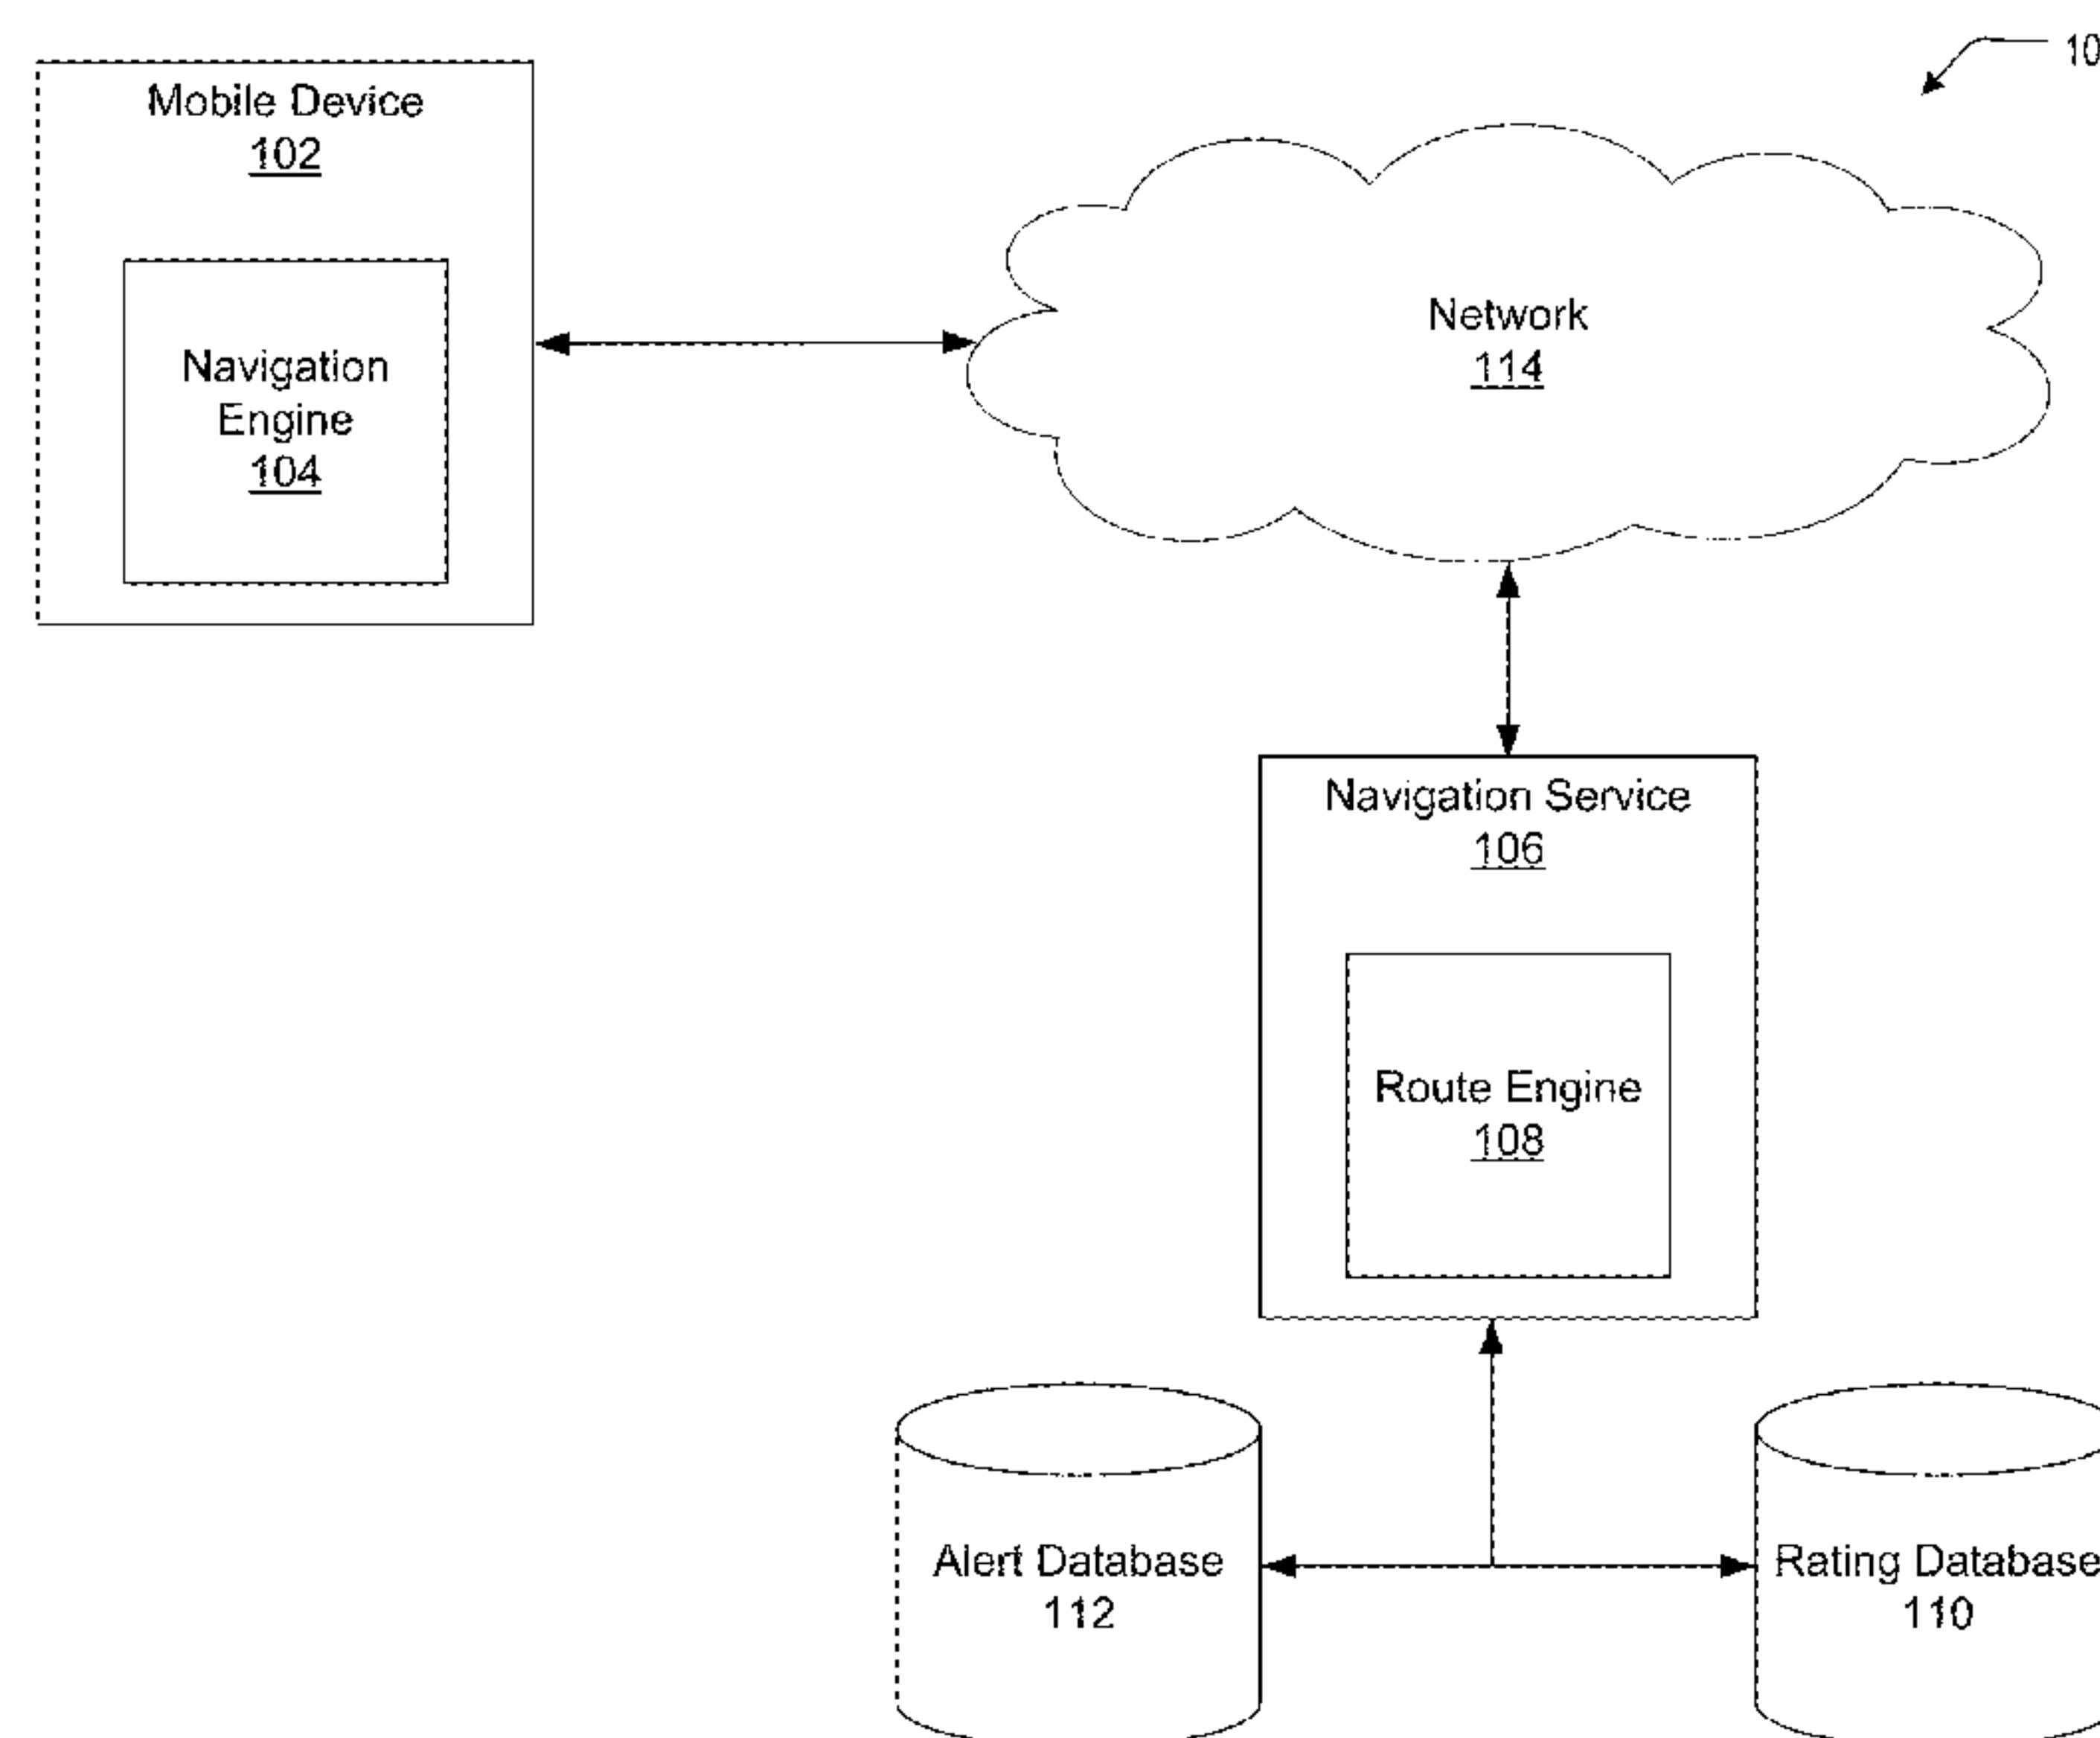 10
Mobile Device
102
Navigation
Engine
104
Network
114
Navigation Service
106
Route Engine
108
Alert Database
112
Rating Database
110